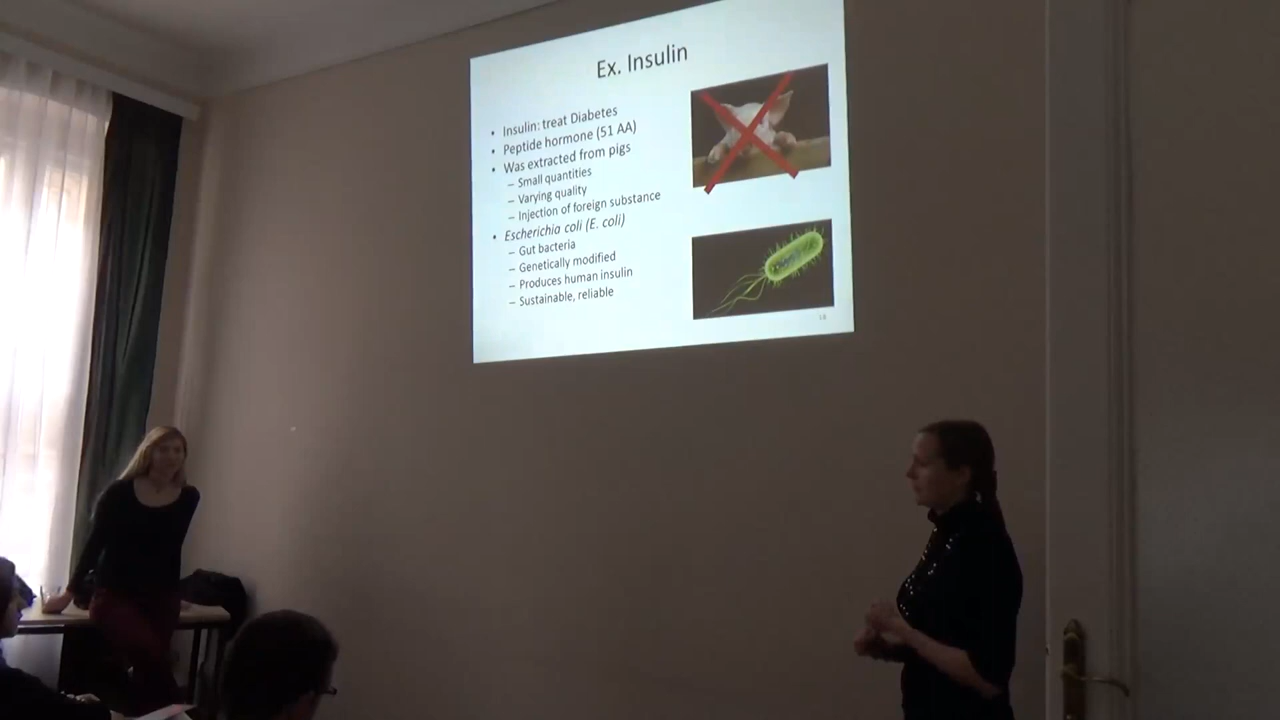 Ex. Insulin
• Insulin: treat Diabetes
• Peptide hormone (51 AA)
• Was extracted from pigs
– Small quantities
– Varying quality
– Injection of foreign substance
• Escherichia coli (E. coli)
– Gut bacteria
– Genetically modified
– Produces human insulin
– Sustainable, reliable